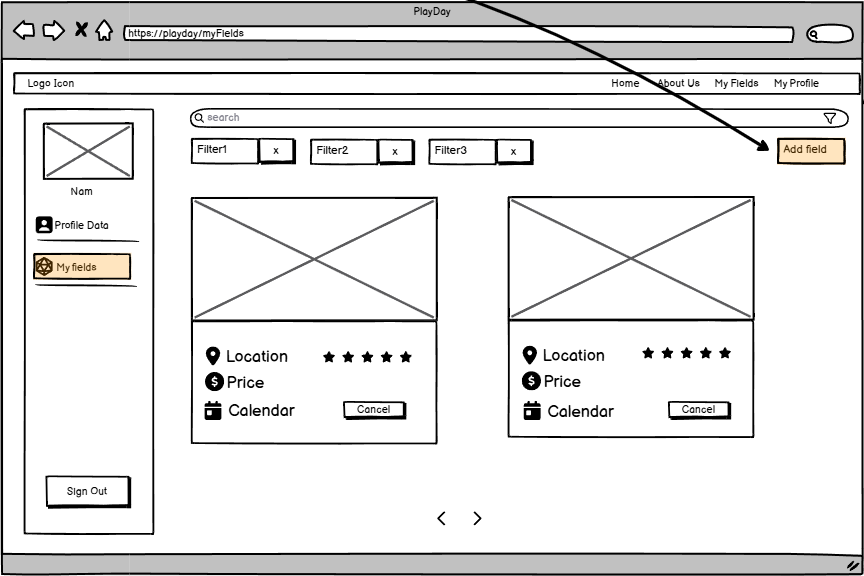 PlayDay
https://playday/myFields
Logo Icon
Home About Us My Fields My Profile
search
Filter1 x Filter2 x Filter3 x
Add field
Nam
Profile Data
My fields
Sign Out
Location
Price
Calendar
Cancel
Location
Price
Calendar
Cancel